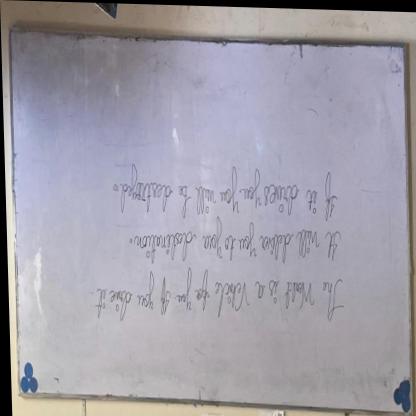 The World is a Vehicle for you If you drive it
It will deliver you to your destination.
If it drives you you will be destroyed.